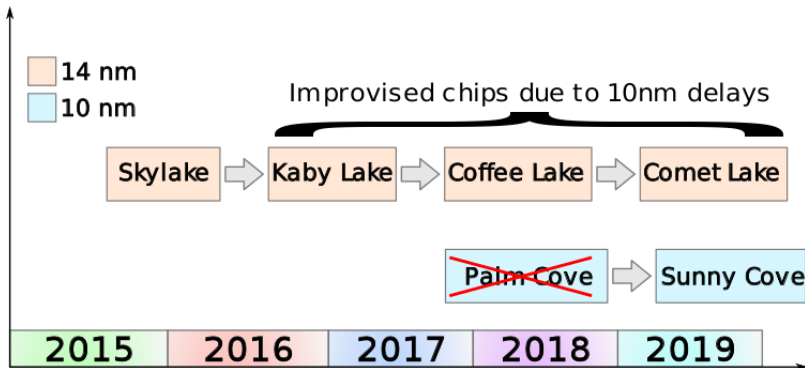 14 nm
10 nm
Improvised chips due to 10nm delays
Skylake Kaby Lake Coffee Lake Comet Lake
Palm Cove Sunny Cove
2015 2016 2017 2018 2019